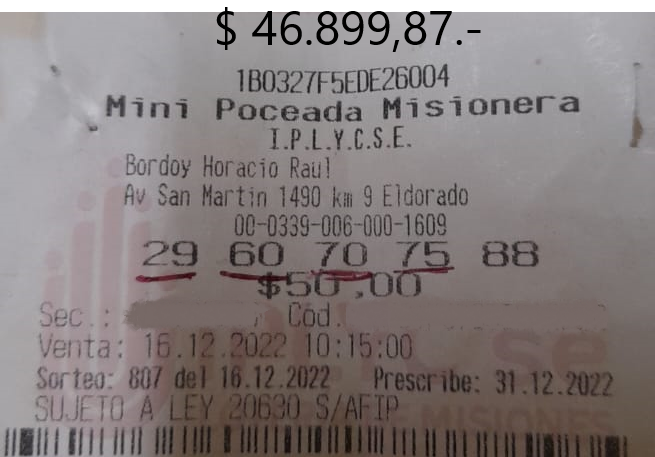 $ 46.899,87.-
1B0327F5EDE26004
Mini Poceada Misionera
I.P.L.Y.C.S.E.
Bordoy Horacio Raul
Av San Martin 1490 km 9 Eldorado
00-0339-006-000-1609
29 60 70 75 88
$50,00
Sec.: Cód.
Venta: 16.12.2022 10:15:00
Sorteo: 807 del 16.12.2022 Prescribe: 31.12.2022
SUJETO A LEY 20630 S/AFIP
MISIONES